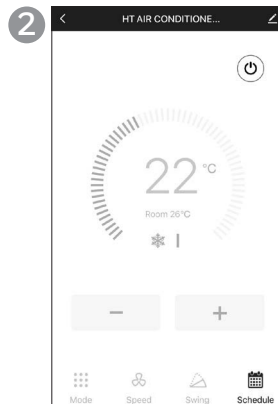 2
HT AIR CONDITIONE...
22 °C
Room 26°C
Mode Speed Swing Schedule